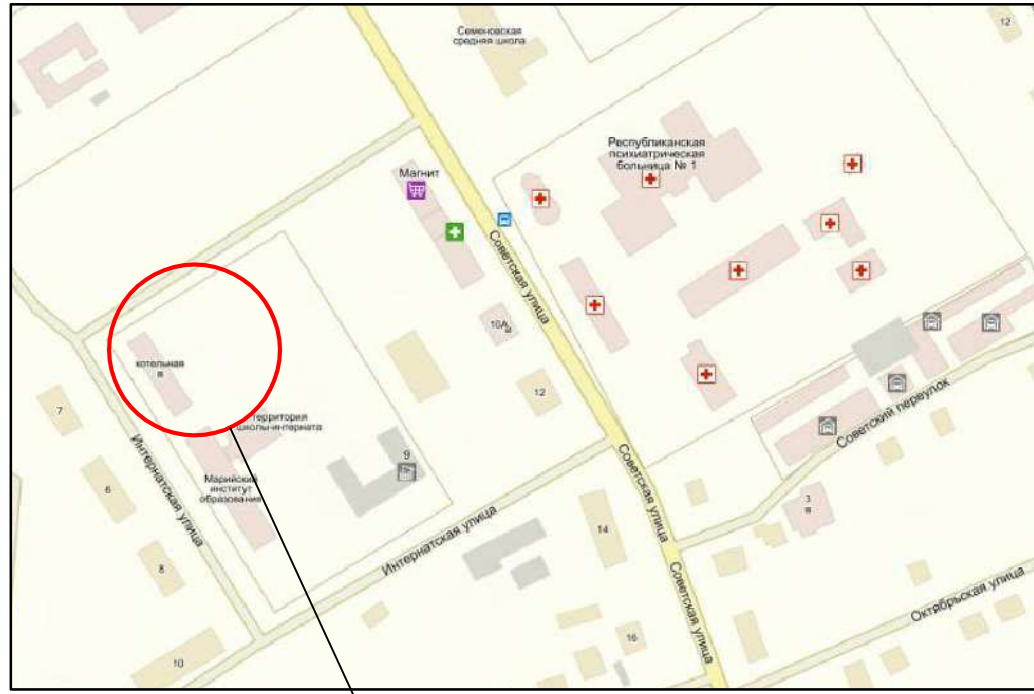 Семеновская
средняя школа
12
Республиканская
психиатрическая
больница № 1
Магнит
Советская улица
10А
котельная
7
12
территория
школы-интерната
Советский переулок
9
Интернатская улица
Марийский
институт
образования
6
Советская улица
3
Интернатская улица
14
8
Советская улица
Октябрьская улица
16
10